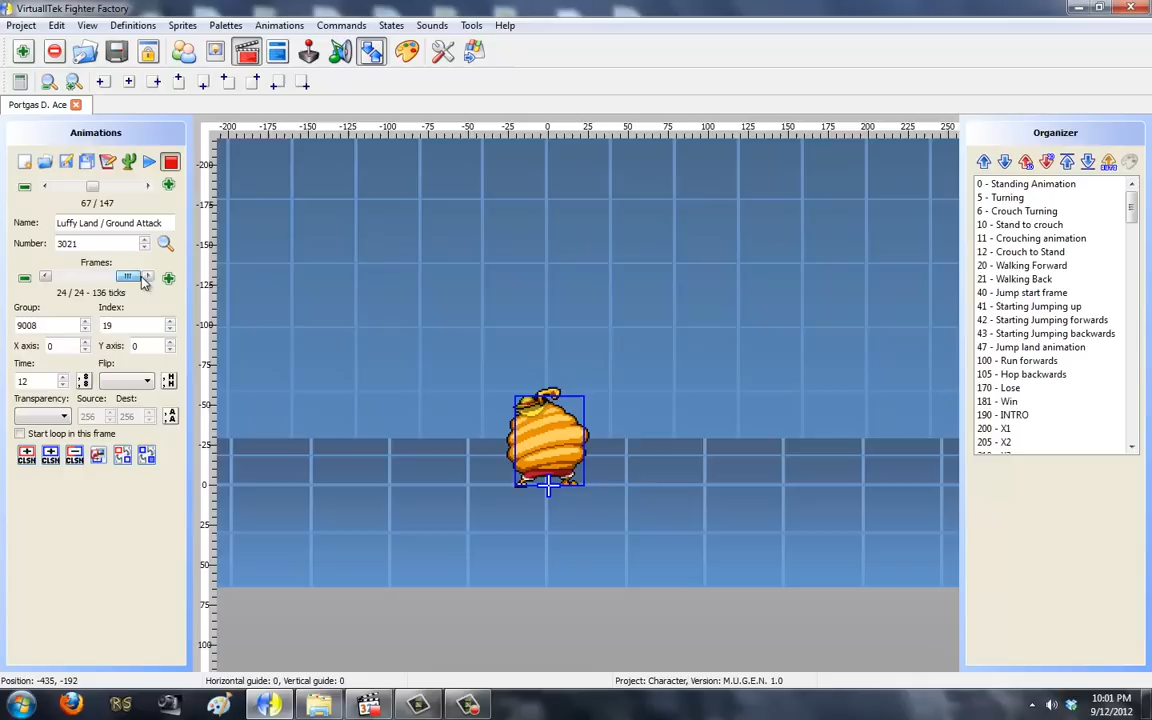 VirtuallTek Fighter Factory
Project Edit View Definitions Sprites Palettes Animations Commands States Sounds Tools Help
Portgas D. Ace
Animations
67 / 147
Name: Luffy Land / Ground Attack
Number: 3021
Frames:
24 / 24 - 136 ticks
Group: Index:
9008 19
X axis: 0 Y axis: 0
Time: Flip:
12
Transparency: Source: Dest:
256 256
Start loop in this frame
CLSN CLSN CLSN
-200 -175 -150 -125 -100 -75 -50 -25 0 25 50 75 100 125 150 175 200 225 250
-200
-175
-150
-125
-100
-75
-50
-25
0
25
50
75
100
Organizer
0 - Standing Animation
5 - Turning
6 - Crouch Turning
10 - Stand to crouch
11 - Crouching animation
12 - Crouch to Stand
20 - Walking Forward
21 - Walking Back
40 - Jump start frame
41 - Starting Jumping up
42 - Starting Jumping forwards
43 - Starting Jumping backwards
47 - Jump land animation
100 - Run forwards
105 - Hop backwards
170 - Lose
181 - Win
190 - INTRO
200 - X1
205 - X2
Position: -435, -192 Horizontal guide: 0, Vertical guide: 0 Project: Character, Version: M.U.G.E.N. 1.0
10:01 PM
9/12/2012